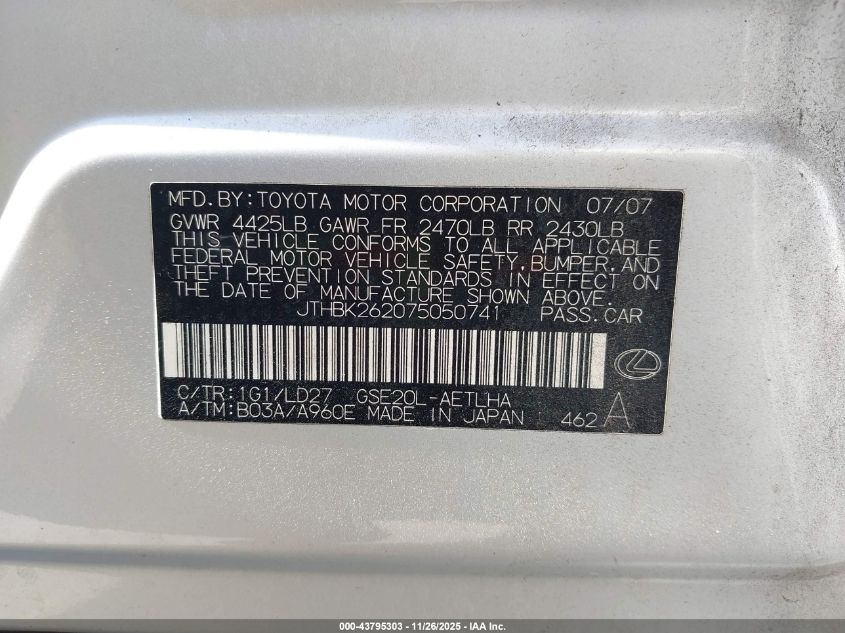 MFD. BY: TOYOTA MOTOR CORPORATION 07/07
GVWR 4425LB GAWR FR 2470LB RR 2430LB
THIS VEHICLE CONFORMS TO ALL APPLICABLE
FEDERAL MOTOR VEHICLE SAFETY, BUMPER, AND
THEFT PREVENTION STANDARDS IN EFFECT ON
THE DATE OF MANUFACTURE SHOWN ABOVE.
JTHBK262075050741 PASS. CAR
C/TR: 1G1/LD27 GSE20L-AETLHA
A/TM: B03A/A960E MADE IN JAPAN 462 A
000-43795303 - 11/26/2025 - IAA Inc.